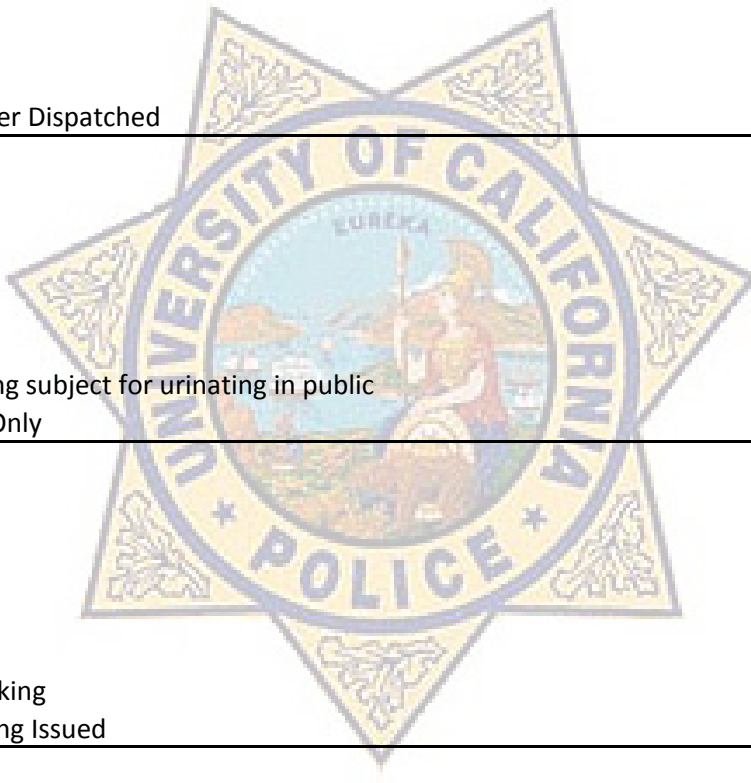 er Dispatched
UNIVERSITY OF CALIFORNIA
EUREKA
ng subject for urinating in public
Only
POLICE
king
ng Issued